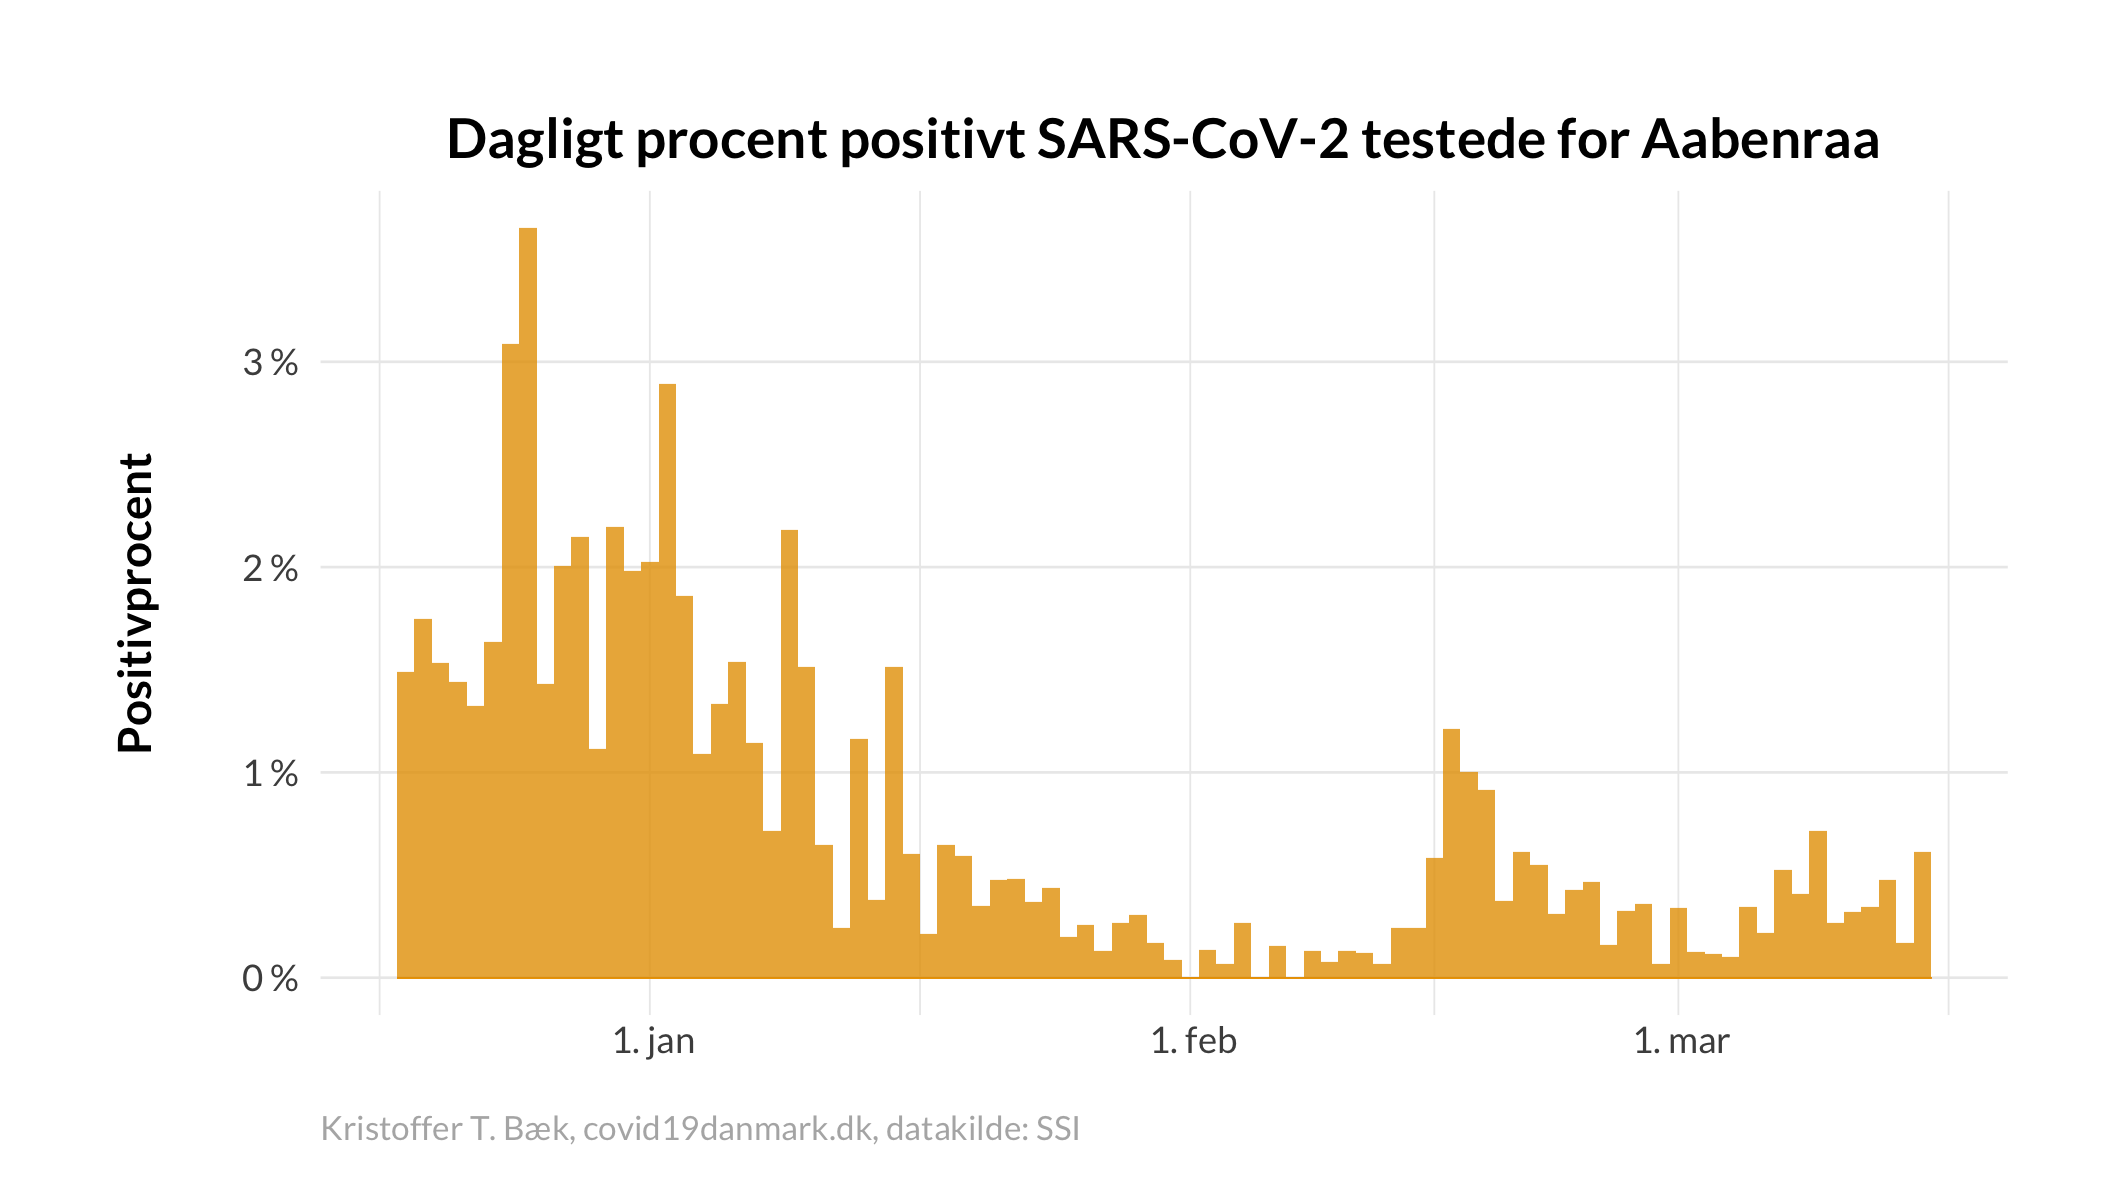 Dagligt procent positivt SARS-CoV-2 testede for Aabenraa
Positivprocent
3 %
2 %
1 %
0 %
1. jan
1. feb
1. mar
Kristoffer T. Bæk, covid19danmark.dk, datakilde: SSI